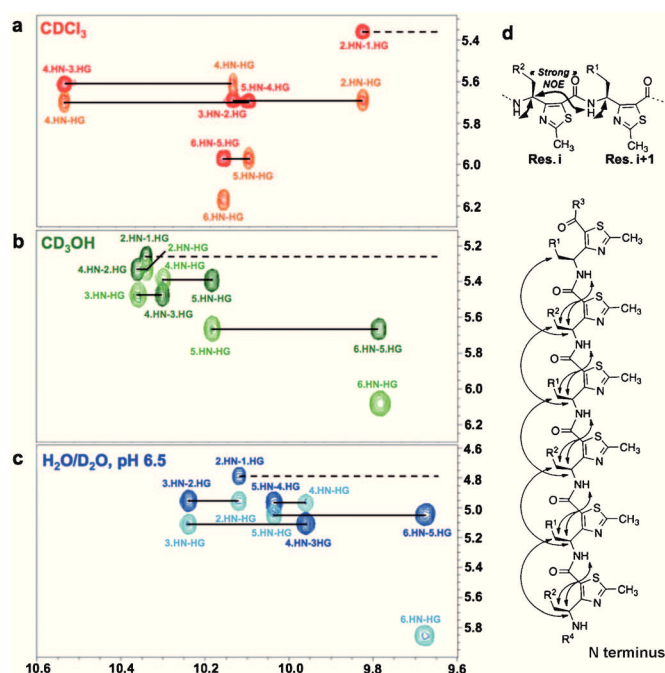 a
CDCl3
2.HN-1.HG
4.HN-3.HG
4.HN-HG
2.HN-HG
5.HN-4.HG
4.HN-HG
3.HN-2.HG
6.HN-5.HG
5.HN-HG
6.HN-HG
5.4
5.6
5.8
6.0
6.2
b
CD3OH
2.HN-1.HG
2.HN-HG
4.HN-2.HG
4.HN-HG
3.HN-HG
5.HN-HG
4.HN-3.HG
5.HN-HG
6.HN-5.HG
6.HN-HG
5.2
5.4
5.6
5.8
6.0
6.2
c
H2O/D2O, pH 6.5
2.HN-1.HG
3.HN-2.HG
5.HN-4.HG
4.HN-HG
2.HN-HG
3.HN-HG
5.HN-HG
4.HN-3HG
6.HN-5.HG
6.HN-HG
4.6
4.8
5.0
5.2
5.4
5.6
5.8
10.6
10.4
10.2
10.0
9.8
9.6
d
R2
« Strong »
NOE
R1
O
O
N
H
S
N
N
H
S
N
CH3
CH3
Res. i
Res. i+1
R3
O
S
CH3
N
R1
NH
O
S
CH3
N
R2
NH
O
S
CH3
N
R1
NH
O
S
CH3
N
R2
NH
O
S
CH3
N
R1
NH
O
S
CH3
N
R2
NH
R4
N terminus